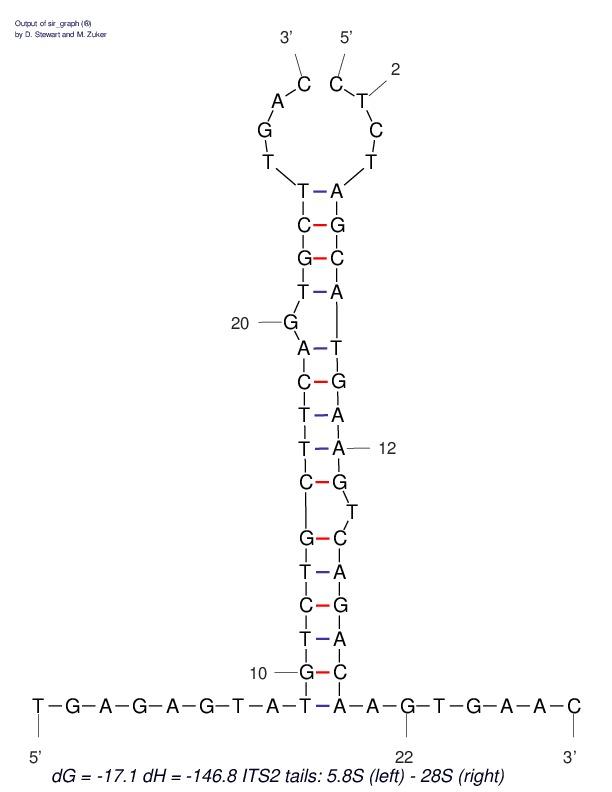 Output of sir_graph (®)
by D. Stewart and M. Zuker
3' 5'
2
C C
A T
G C
T T
T A
C G
G C
T A
20 G
A T
C G
T A
T A 12
C G
T
G C
T A
C G
T A
10 G C
T G A G A G T A T A A G T G A A C
5' 22 3'
dG = -17.1 dH = -146.8 ITS2 tails: 5.8S (left) - 28S (right)